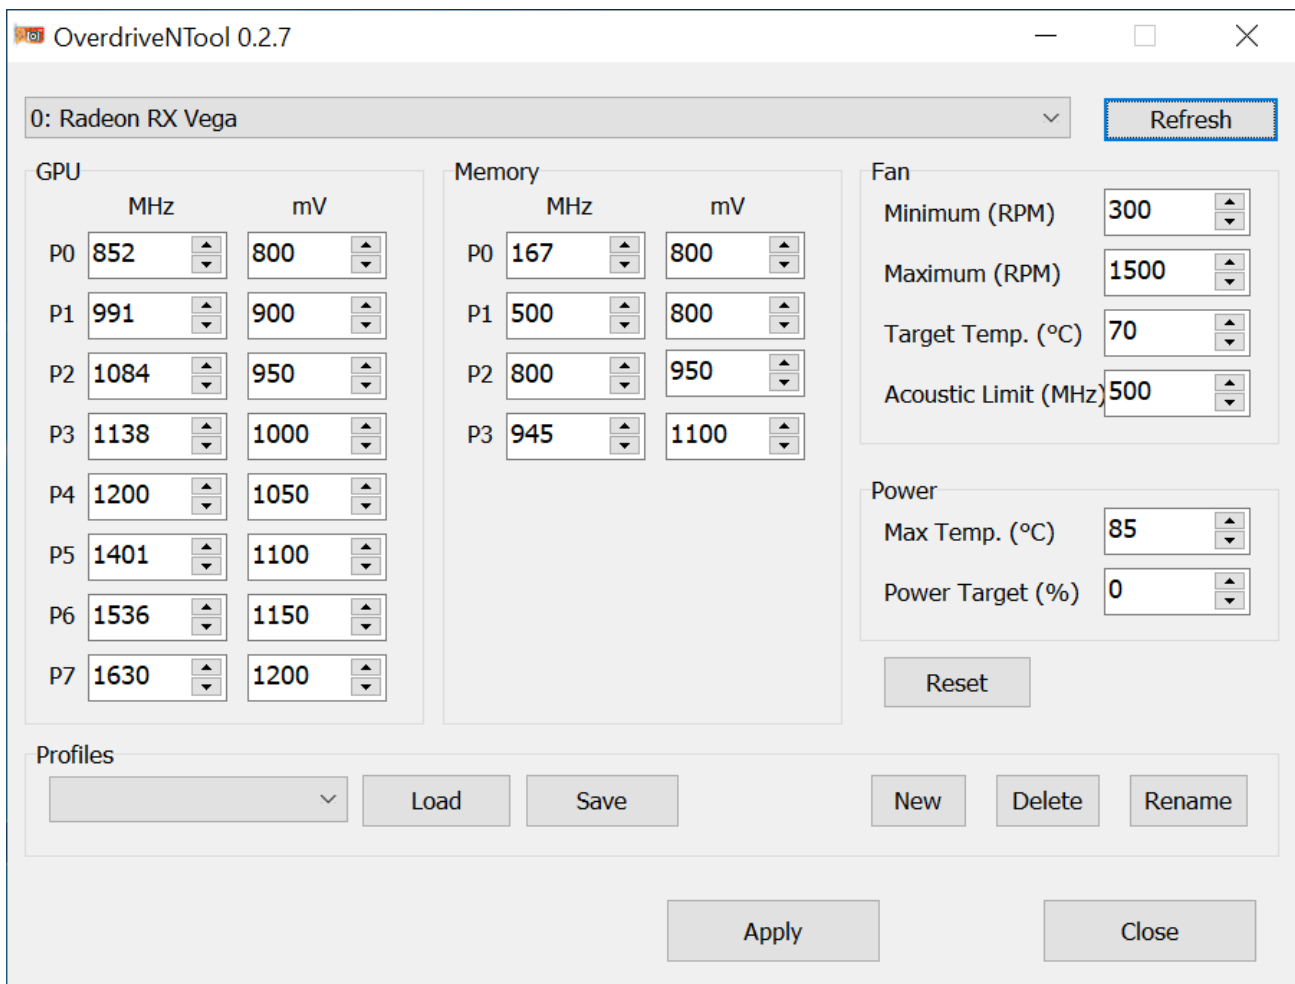 OverdriveNTool 0.2.7
0: Radeon RX Vega
Refresh
GPU
MHz mV
P0 852 800
P1 991 900
P2 1084 950
P3 1138 1000
P4 1200 1050
P5 1401 1100
P6 1536 1150
P7 1630 1200
Memory
MHz mV
P0 167 800
P1 500 800
P2 800 950
P3 945 1100
Fan
Minimum (RPM) 300
Maximum (RPM) 1500
Target Temp. (°C) 70
Acoustic Limit (MHz) 500
Power
Max Temp. (°C) 85
Power Target (%) 0
Reset
Profiles
Load Save New Delete Rename
Apply Close